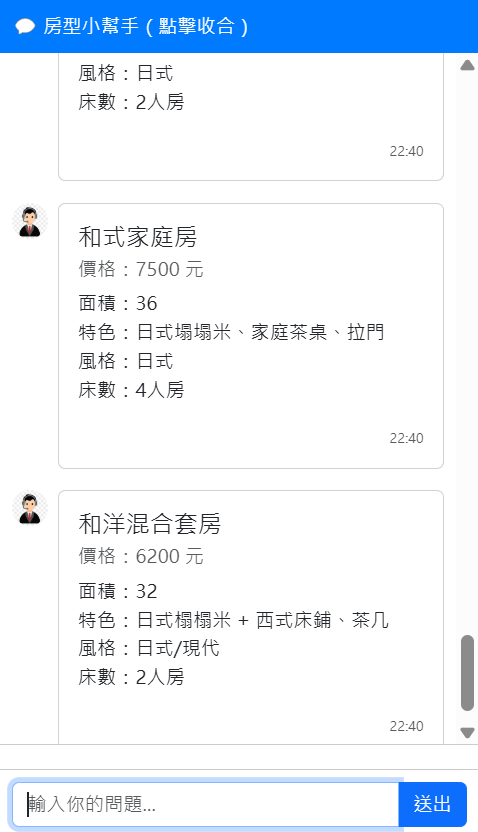 房型小幫手（點擊收合）
風格：日式
床數：2人房
22:40
和式家庭房
價格：7500 元
面積：36
特色：日式塌塌米、家庭茶桌、拉門
風格：日式
床數：4人房
22:40
和洋混合套房
價格：6200 元
面積：32
特色：日式榻榻米 + 西式床鋪、茶几
風格：日式/現代
床數：2人房
22:40
輸入你的問題...
送出